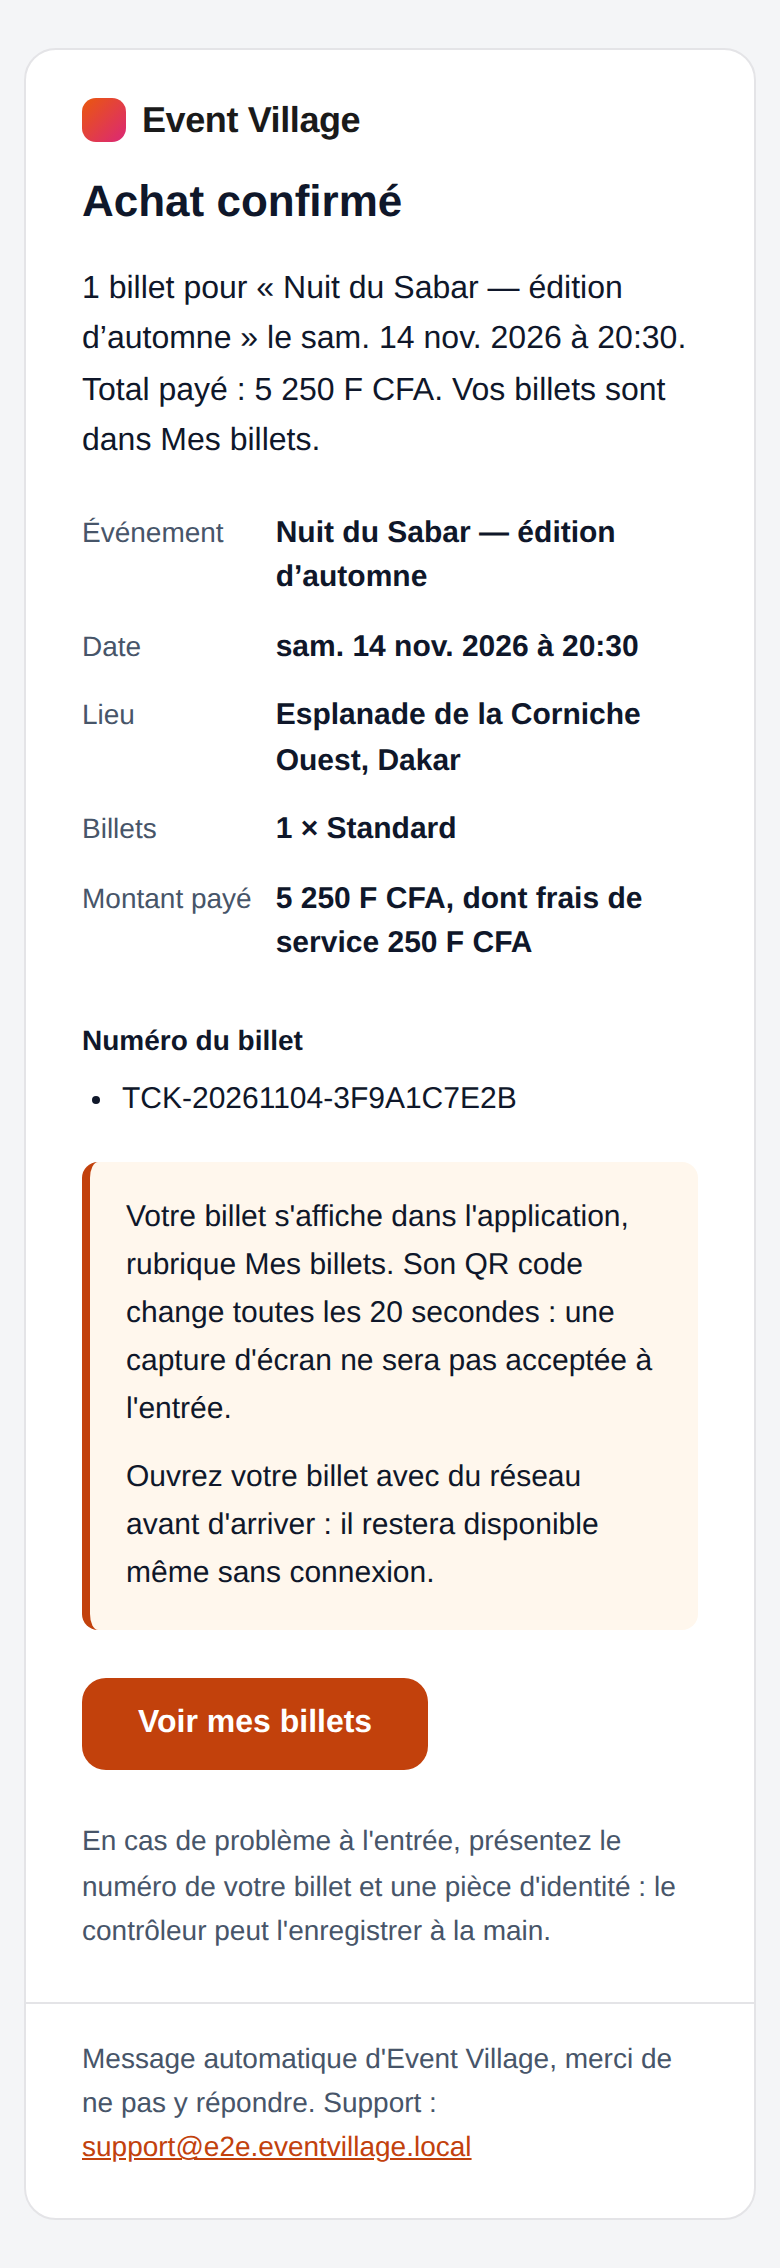 Event Village
Achat confirmé
1 billet pour « Nuit du Sabar — édition
d’automne » le sam. 14 nov. 2026 à 20:30.
Total payé : 5 250 F CFA. Vos billets sont
dans Mes billets.
Événement Nuit du Sabar — édition
d’automne
Date sam. 14 nov. 2026 à 20:30
Lieu Esplanade de la Corniche
Ouest, Dakar
Billets 1 × Standard
Montant payé 5 250 F CFA, dont frais de
service 250 F CFA
Numéro du billet
• TCK-20261104-3F9A1C7E2B
Votre billet s'affiche dans l'application,
rubrique Mes billets. Son QR code
change toutes les 20 secondes : une
capture d'écran ne sera pas acceptée à
l'entrée.
Ouvrez votre billet avec du réseau
avant d'arriver : il restera disponible
même sans connexion.
Voir mes billets
En cas de problème à l'entrée, présentez le
numéro de votre billet et une pièce d'identité : le
contrôleur peut l'enregistrer à la main.
Message automatique d'Event Village, merci de
ne pas y répondre. Support :
support@e2e.eventvillage.local